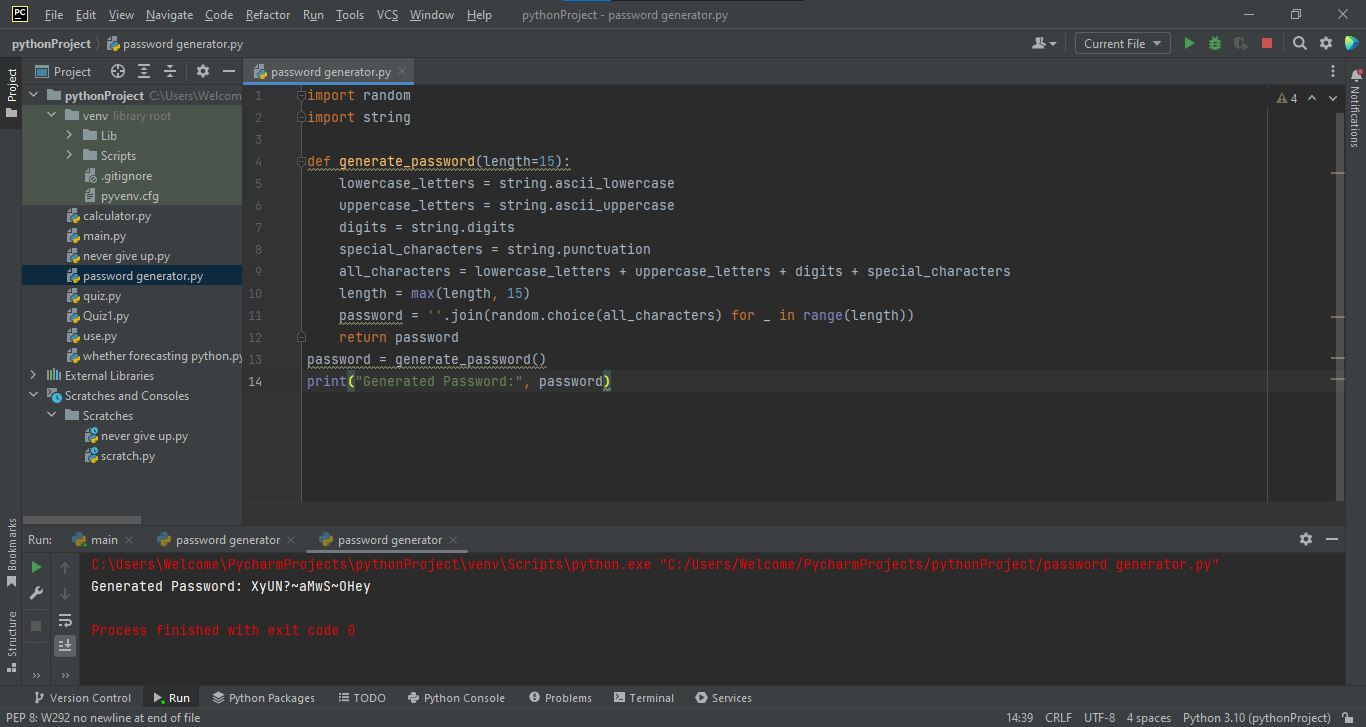 PC File Edit View Navigate Code Refactor Run Tools VCS Window Help pythonProject - password generator.py
pythonProject password generator.py Current File
Project Project password generator.py
pythonProject C:\Users\Welcom
venv library root
Lib
Scripts
.gitignore
pyvenv.cfg
calculator.py
main.py
never give up.py
password generator.py
quiz.py
Quiz1.py
use.py
whether forecasting python.py
External Libraries
Scratches and Consoles
Scratches
never give up.py
scratch.py
1 import random
2 import string
3
4 def generate_password(length=15):
5 lowercase_letters = string.ascii_lowercase
6 uppercase_letters = string.ascii_uppercase
7 digits = string.digits
8 special_characters = string.punctuation
9 all_characters = lowercase_letters + uppercase_letters + digits + special_characters
10 length = max(length, 15)
11 password = ''.join(random.choice(all_characters) for _ in range(length))
12 return password
13 password = generate_password()
14 print("Generated Password:", password)
4
Notifications
Bookmarks
Structure
Run: main password generator password generator
C:\Users\Welcome\PycharmProjects\pythonProject\venv\Scripts\python.exe "C:/Users/Welcome/PycharmProjects/pythonProject/password generator.py"
Generated Password: XyUN?~aMwS~OHey
Process finished with exit code 0
Version Control Run Python Packages TODO Python Console Problems Terminal Services
PEP 8: W292 no newline at end of file 14:39 CRLF UTF-8 4 spaces Python 3.10 (pythonProject)